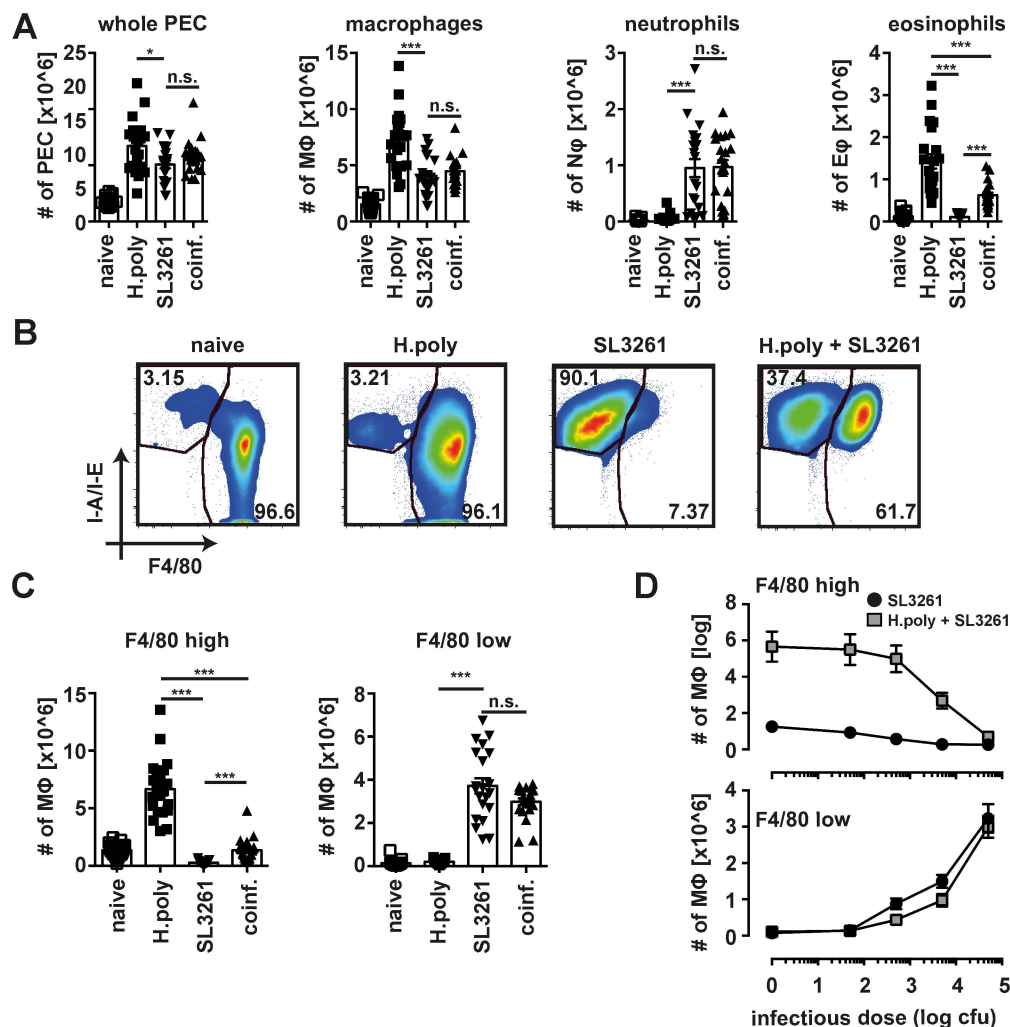 A
whole PEC
macrophages
neutrophils
eosinophils
# of PEC [x10^6]
25
20
15
10
5
0
*
n.s.
naive
H.poly
SL3261
coinf.
# of MΦ [x10^6]
15
10
5
0
***
n.s.
naive
H.poly
SL3261
coinf.
# of Nφ [x10^6]
3
2
1
0
***
n.s.
naive
H.poly
SL3261
coinf.
# of Eφ [x10^6]
4
3
2
1
0
***
***
***
naive
H.poly
SL3261
coinf.
B
naive
H.poly
SL3261
H.poly + SL3261
3.15
96.6
3.21
96.1
90.1
7.37
37.4
61.7
I-A/I-E
F4/80
C
F4/80 high
# of MΦ [x10^6]
15
10
5
0
***
***
***
naive
H.poly
SL3261
coinf.
F4/80 low
# of MΦ [x10^6]
8
6
4
2
0
***
n.s.
naive
H.poly
SL3261
coinf.
D
F4/80 high
SL3261
H.poly + SL3261
# of MΦ [log]
8
6
4
2
0
F4/80 low
# of MΦ [x10^6]
4
3
2
1
0
0 1 2 3 4 5
infectious dose (log cfu)